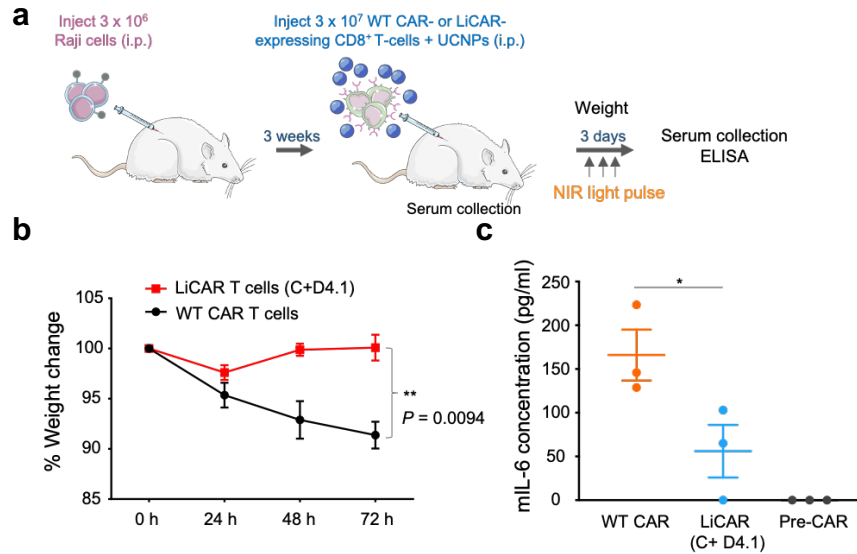 a
Inject 3 x 10⁶
Raji cells (i.p.)
Inject 3 x 10⁷ WT CAR- or LiCAR-
expressing CD8⁺ T-cells + UCNPs (i.p.)
3 weeks
Serum collection
Weight
3 days
NIR light pulse
Serum collection
ELISA
b
LiCAR T cells (C+D4.1)
WT CAR T cells
% Weight change
105
100
95
90
85
0 h
24 h
48 h
72 h
**
P = 0.0094
c
mIL-6 concentration (pg/ml)
250
200
150
100
50
0
*
WT CAR
LiCAR
(C+ D4.1)
Pre-CAR